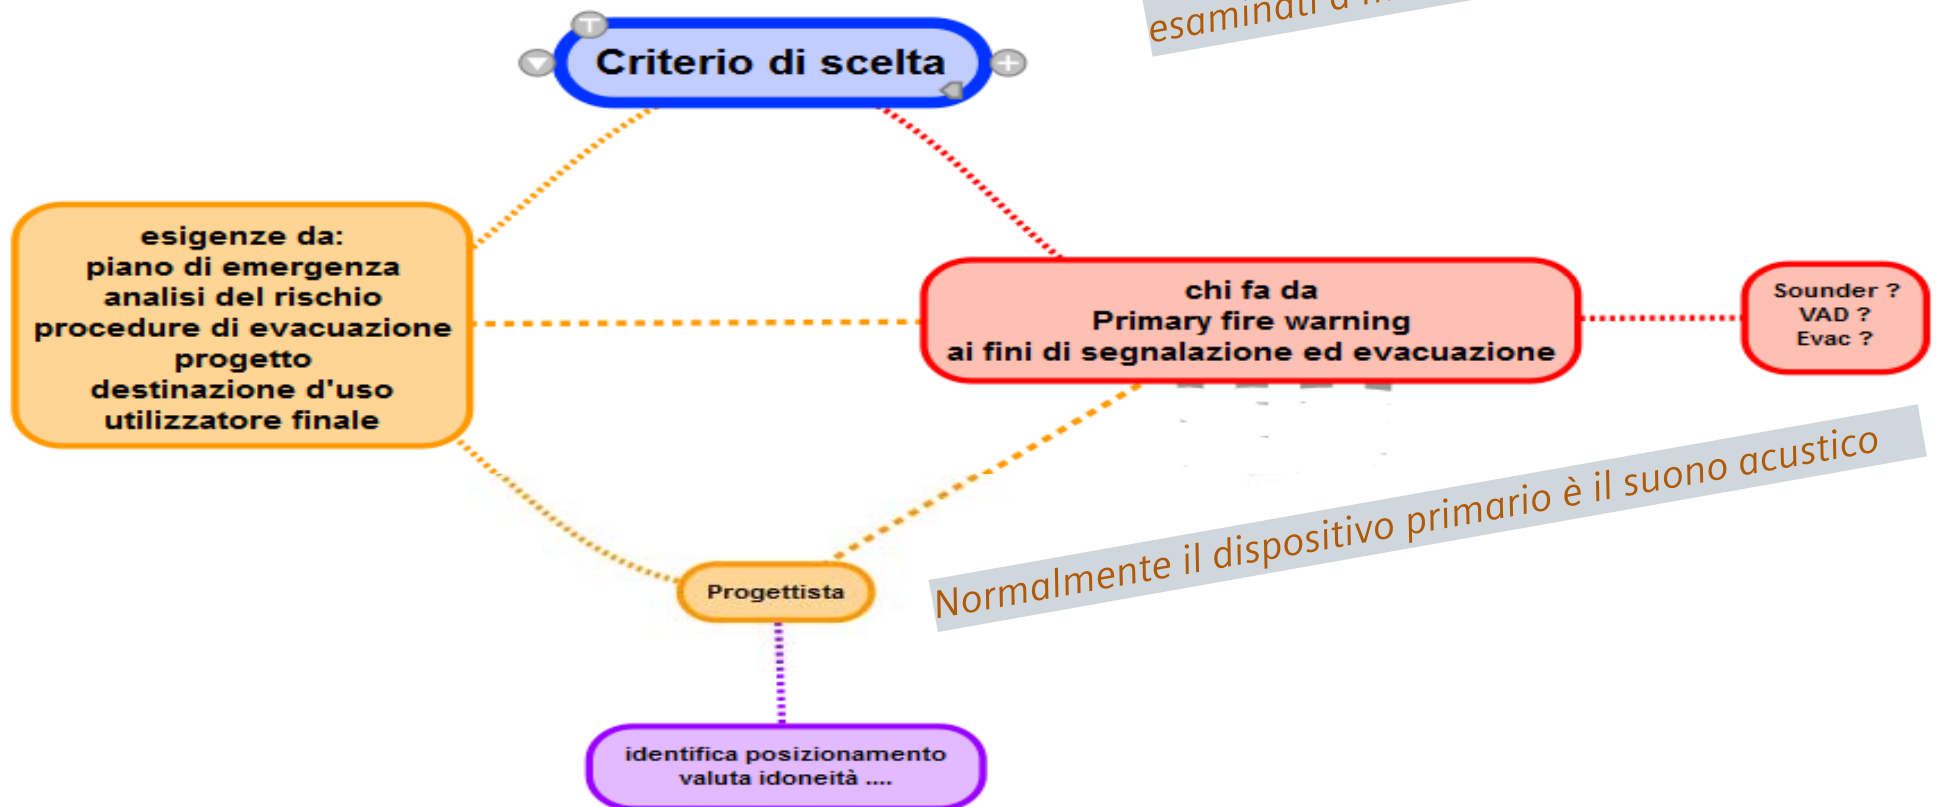 esaminati a
Criterio di scelta
esigenze da:
piano di emergenza
analisi del rischio
procedure di evacuazione
progetto
destinazione d'uso
utilizzatore finale
chi fa da
Primary fire warning
ai fini di segnalazione ed evacuazione
Sounder ?
VAD ?
Evac ?
Normalmente il dispositivo primario è il suono acustico
Progettista
identifica posizionamento
valuta idoneità ....